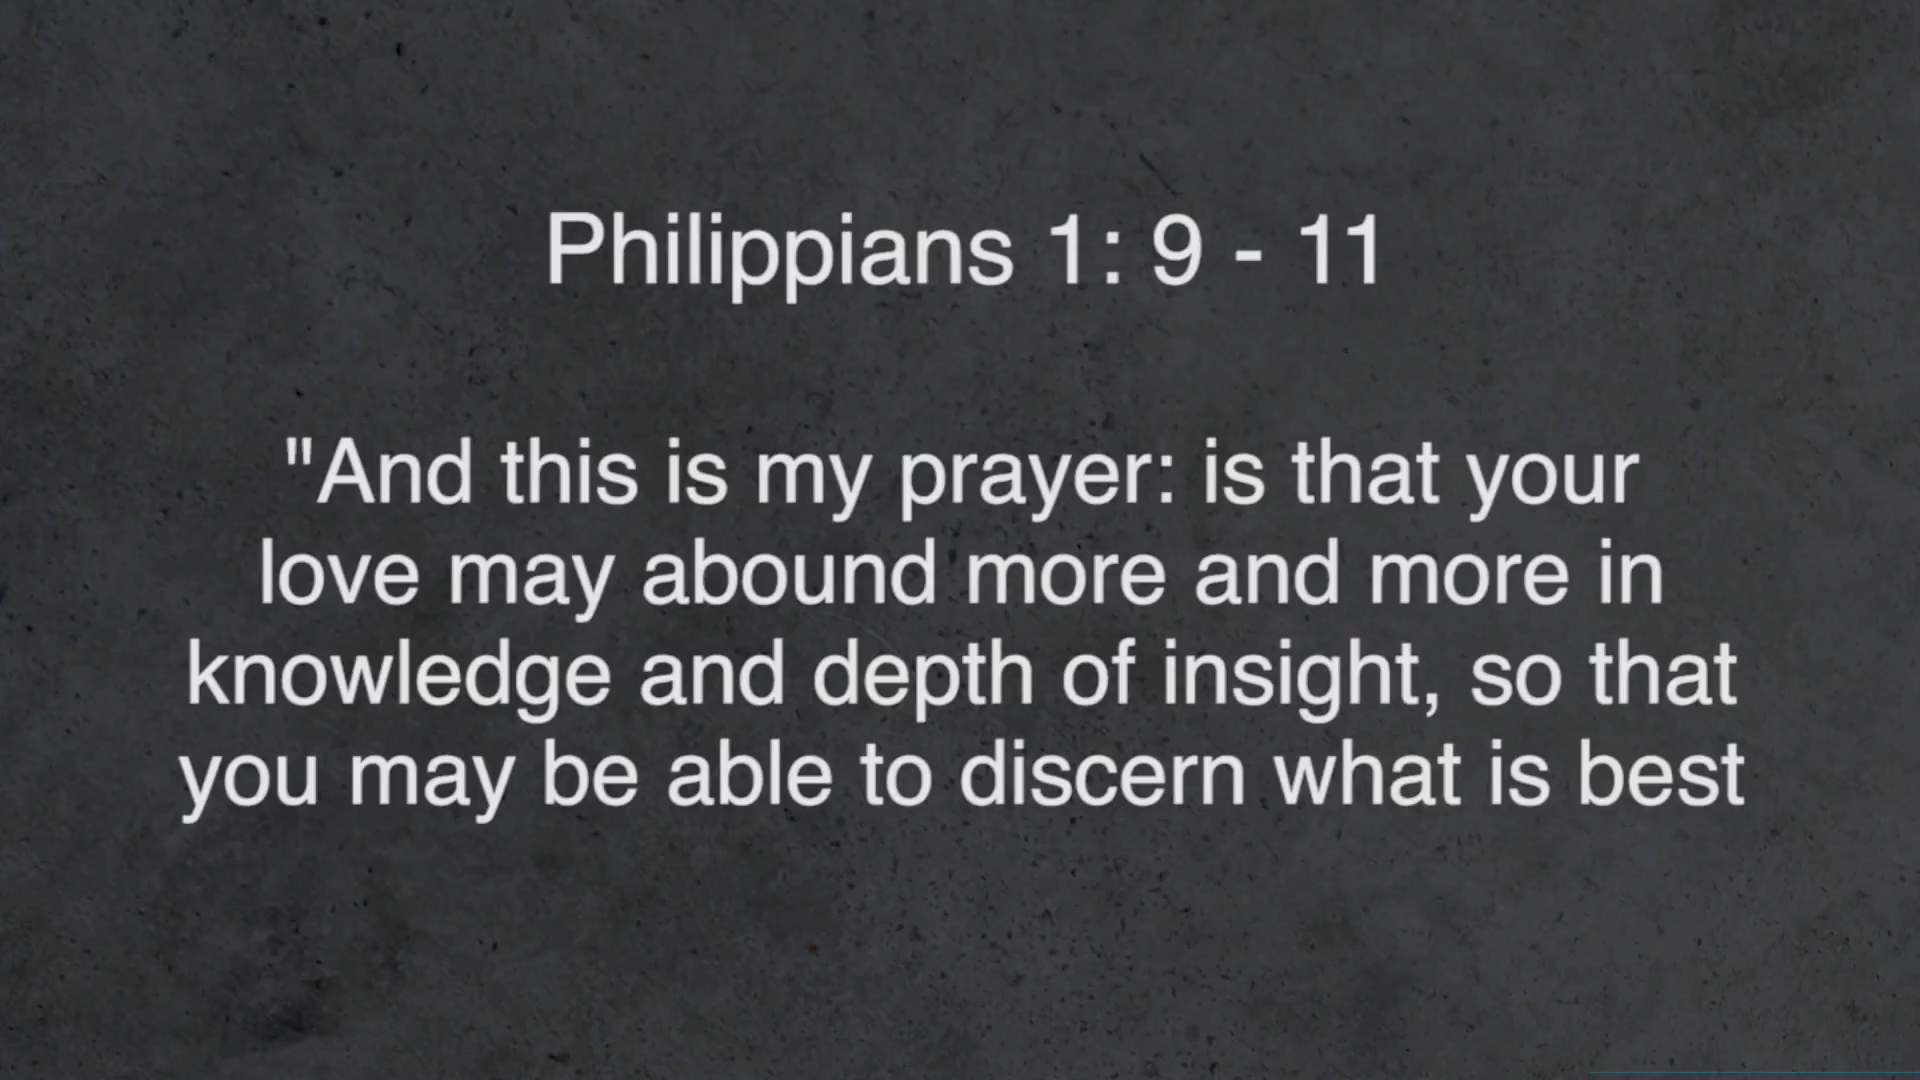 Philippians 1: 9 - 11
"And this is my prayer: is that your
love may abound more and more in
knowledge and depth of insight, so that
you may be able to discern what is best